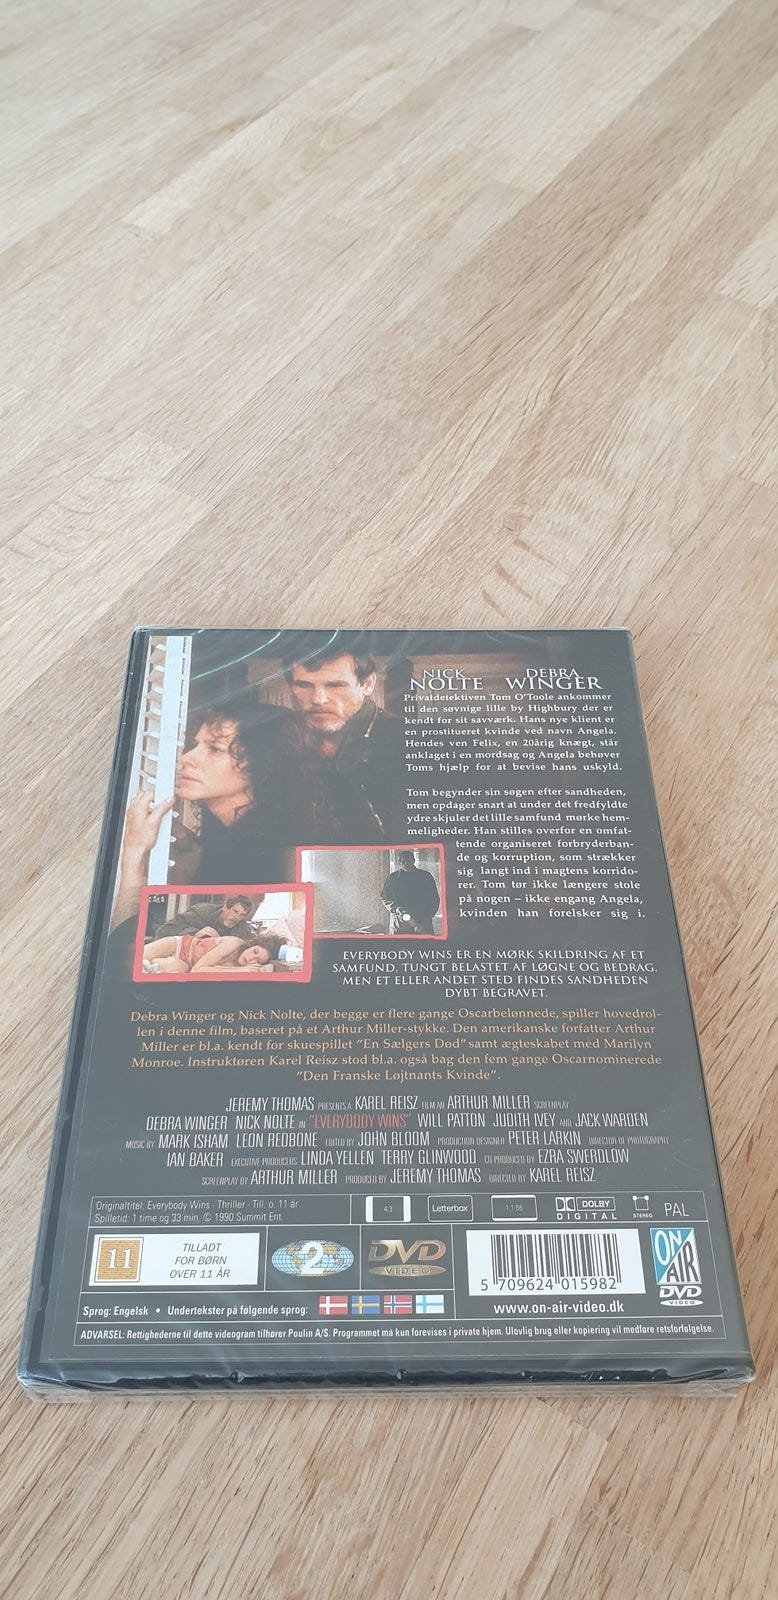 NICK NOLTE DEBRA WINGER
Privatdetektiven Tom O'Toole ankommer
til den søvnige lille by Highbury der er
kendt for sit savværk. Hans nye klient er
en prostitueret kvinde ved navn Angela.
Hendes ven Felix, en 20årig knægt, står
anklaget i en mordsag og Angela behøver
Toms hjælp for at bevise hans uskyld.
Tom begynder sin søgen efter sandheden,
men opdager snart at under det fredfyldte
ydre skjuler det lille samfund mørke hem-
meligheder. Han stilles overfor en omfat-
tende organiseret forbryderban-
de og korruption, som strækker
sig langt ind i magtens korrido-
rer. Tom tør ikke længere stole
på nogen – ikke engang Angela,
kvinden han forelsker sig i.
EVERYBODY WINS ER EN MØRK SKILDRING AF ET
SAMFUND, TUNGT BELASTET AF LØGNE OG BEDRAG.
MEN ET ELLER ANDET STED FINDES SANDHEDEN
DYBT BEGRAVET.
Debra Winger og Nick Nolte, der begge er flere gange Oscarbelønnede, spiller hovedrol-
len i denne film, baseret på et Arthur Miller-stykke. Den amerikanske forfatter Arthur
Miller er bl.a. kendt for skuespillet "En Sælgers Død" samt ægteskabet med Marilyn
Monroe. Instruktøren Karel Reisz stod bl.a. også bag den fem gange Oscarnominerede
"Den Franske Løjtnants Kvinde".
JEREMY THOMAS PRESENTS A KAREL REISZ FILM AN ARTHUR MILLER SCREENPLAY
DEBRA WINGER NICK NOLTE IN "EVERYBODY WINS" WILL PATTON JUDITH IVEY AND JACK WARDEN
MUSIC BY MARK ISHAM LEON REDBONE EDITED BY JOHN BLOOM PRODUCTION DESIGNER PETER LARKIN DIRECTOR OF PHOTOGRAPHY
IAN BAKER EXECUTIVE PRODUCERS LINDA YELLEN TERRY GLINWOOD CO PRODUCED BY EZRA SWERDLOW
SCREENPLAY BY ARTHUR MILLER PRODUCED BY JEREMY THOMAS DIRECTED BY KAREL REISZ
Originaltitel: Everybody Wins · Thriller · Till. o. 11 år
Spilletid: 1 time og 33 min. © 1990 Summit Ent.
4:3 Letterbox 1:1.66 DOLBY DIGITAL STEREO PAL
11 TILLADT FOR BØRN OVER 11 ÅR
2
DVD VIDEO
5 709624 015982
www.on-air-video.dk
ON AIR DVD VIDEO
Sprog: Engelsk • Undertekster på følgende sprog:
ADVARSEL: Rettighederne til dette videogram tilhører Poulin A/S. Programmet må kun forevises i private hjem. Ulovlig brug eller kopiering vil medføre retsforfølgelse.